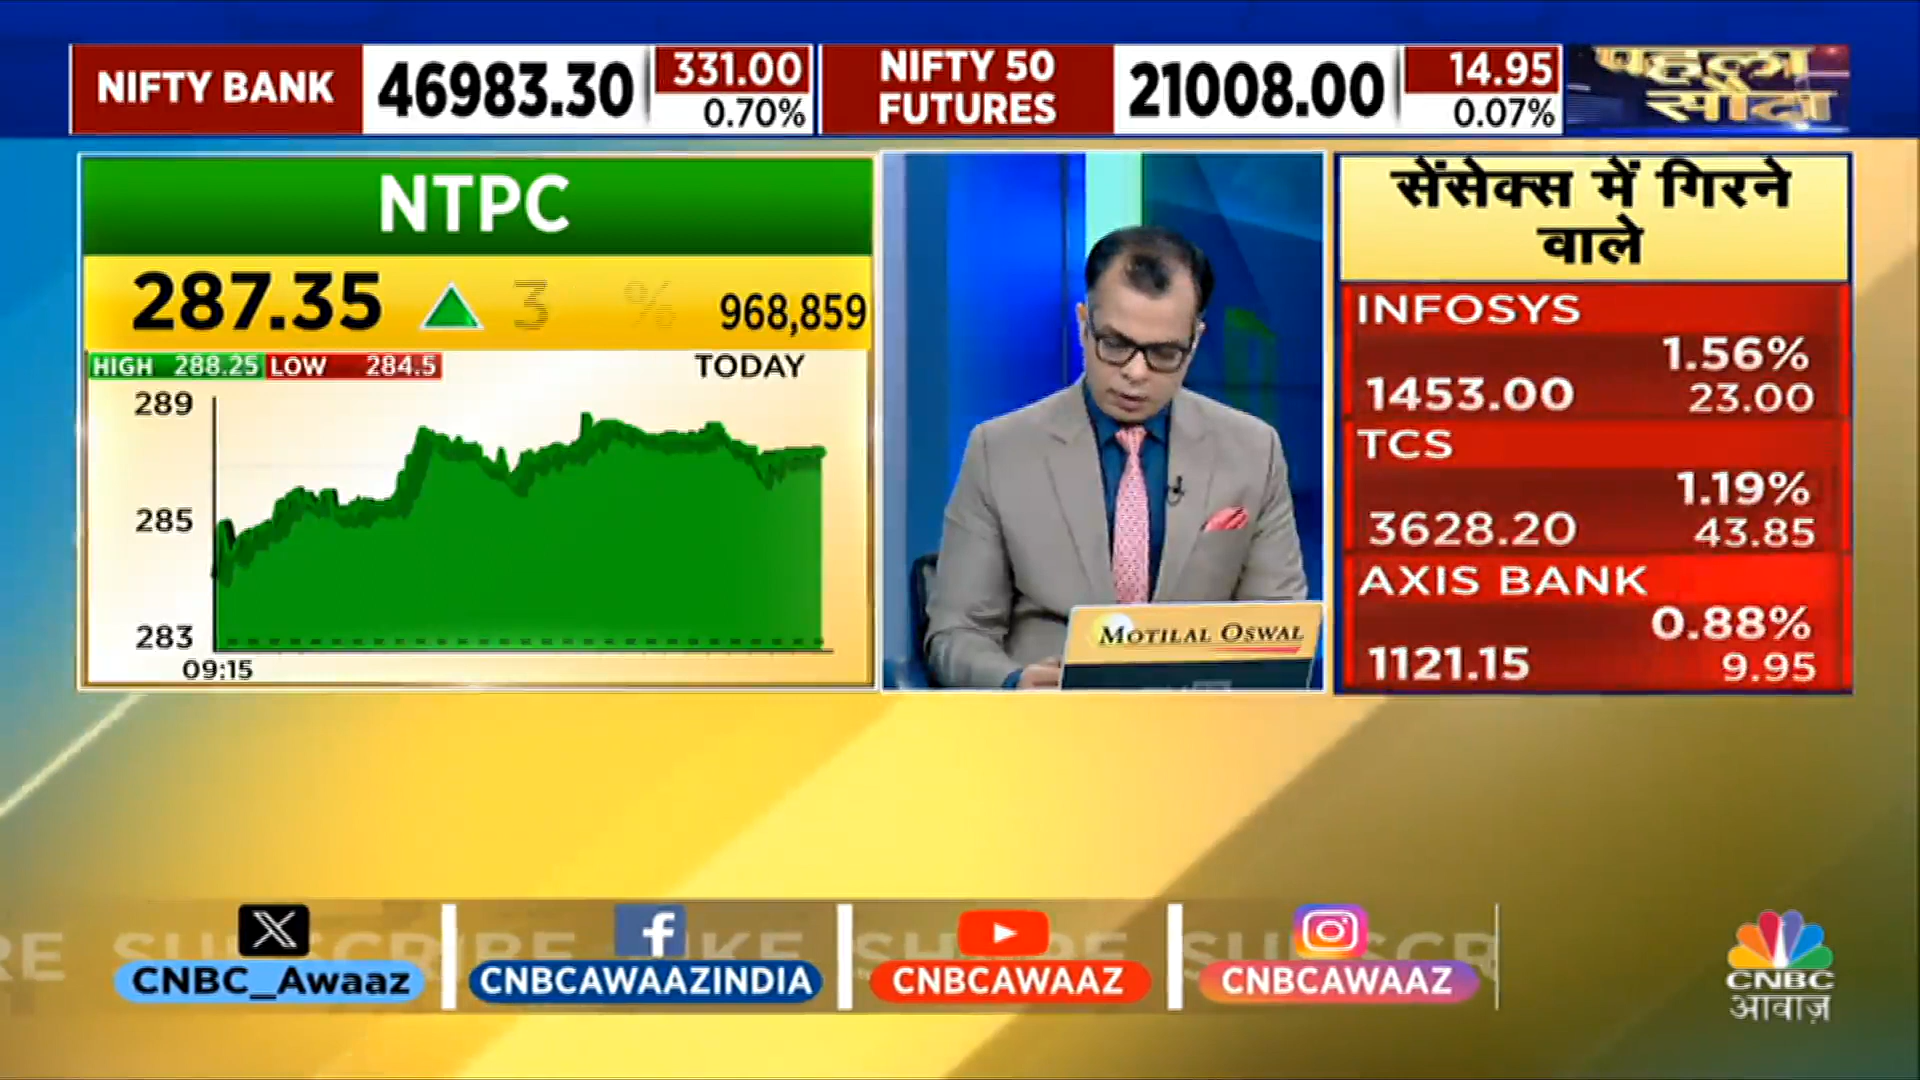 NIFTY BANK
46983.30
331.00
0.70%
NIFTY 50
FUTURES
21008.00
14.95
0.07%
पहला
सौदा
NTPC
287.35
3 %
968,859
HIGH 288.25 LOW 284.5
TODAY
289
285
283
09:15
MOTILAL OSWAL
सेंसेक्स में गिरने
वाले
INFOSYS
1.56%
1453.00
23.00
TCS
1.19%
3628.20
43.85
AXIS BANK
0.88%
1121.15
9.95
CNBC_Awaaz
CNBCAWAAZINDIA
CNBCAWAAZ
CNBCAWAAZ
CNBC
आवाज़